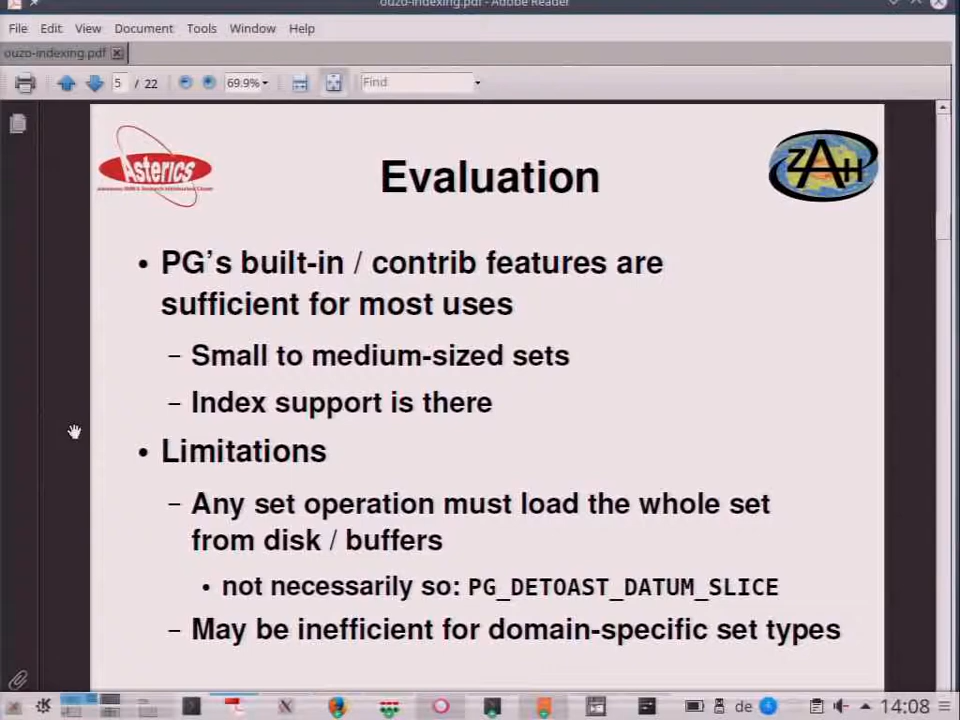 ouzo-indexing.pdf - Adobe Reader
File Edit View Document Tools Window Help
ouzo-indexing.pdf
5 / 22 69.9% Find
Asterics
ZAH
Evaluation
• PG's built-in / contrib features are
sufficient for most uses
– Small to medium-sized sets
– Index support is there
• Limitations
– Any set operation must load the whole set
from disk / buffers
• not necessarily so: PG_DETOAST_DATUM_SLICE
– May be inefficient for domain-specific set types
de 14:08